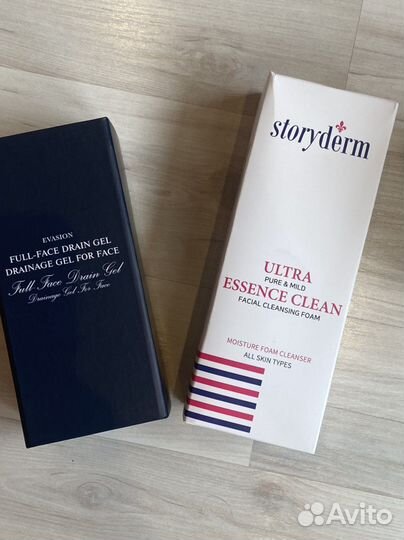 EVASION
FULL-FACE DRAIN GEL
DRAINAGE GEL FOR FACE
Full Face Drain Gel
Drainage Gel For Face
storyderm
ULTRA
PURE & MILD
ESSENCE CLEAN
FACIAL CLEANSING FOAM
MOISTURE FOAM CLEANSER
ALL SKIN TYPES
Avito